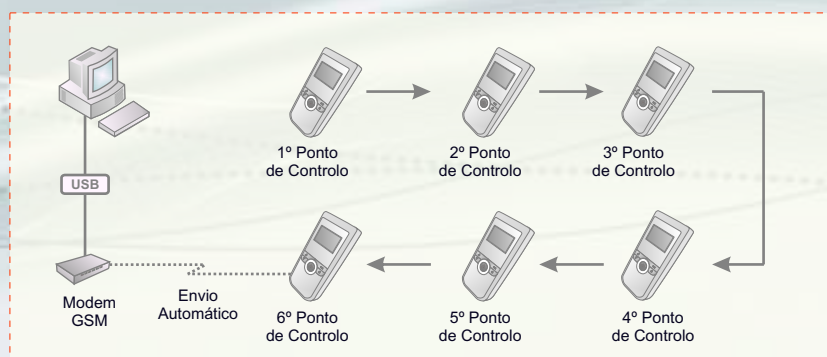 1º Ponto
de Controlo
2º Ponto
de Controlo
3º Ponto
de Controlo
USB
Modem
GSM
Envio
Automático
6º Ponto
de Controlo
5º Ponto
de Controlo
4º Ponto
de Controlo